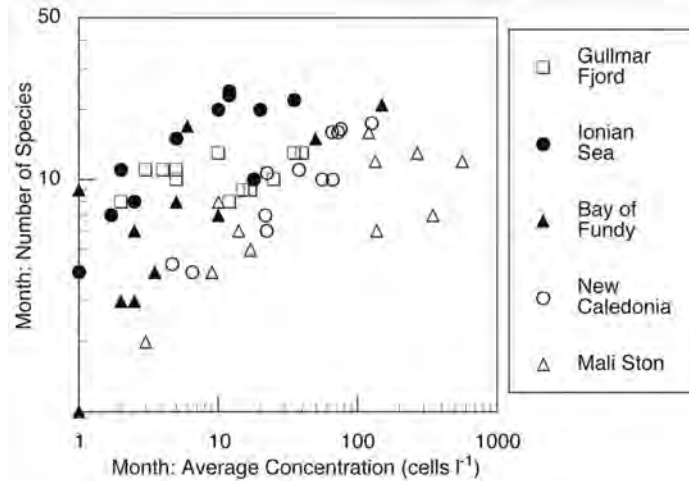 50
10
Month: Number of Species
1
10
100
1000
Month: Average Concentration (cells l⁻¹)
Gullmar
Fjord
Ionian
Sea
Bay of
Fundy
New
Caledonia
Mali Ston